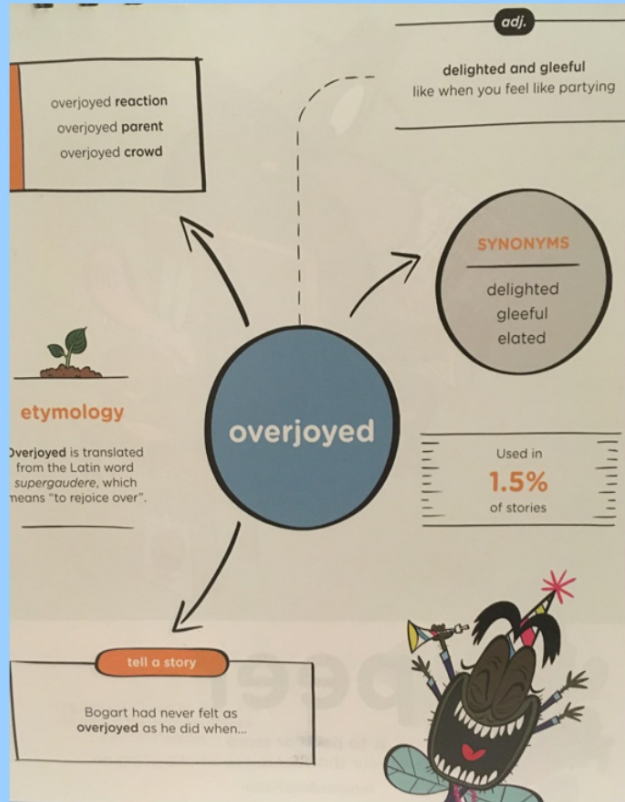 adj.
delighted and gleeful
like when you feel like partying
overjoyed reaction
overjoyed parent
overjoyed crowd
SYNONYMS
delighted
gleeful
elated
overjoyed
etymology
Overjoyed is translated
from the Latin word
supergaudere, which
means “to rejoice over”.
Used in
1.5%
of stories
tell a story
Bogart had never felt as
overjoyed as he did when...